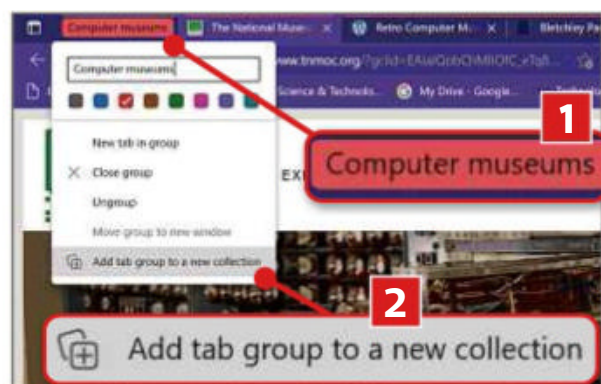 Computer museums
The National Muse
Retro Computer M
Bletchley Pa
Computer museums
www.tnmoc.org/?gclid=
Science & Technolo
My Drive - Google
New tab in group
Close group
Ungroup
Move group to new window
Add tab group to a new collection
EX
1
Computer museums
2
Add tab group to a new collection